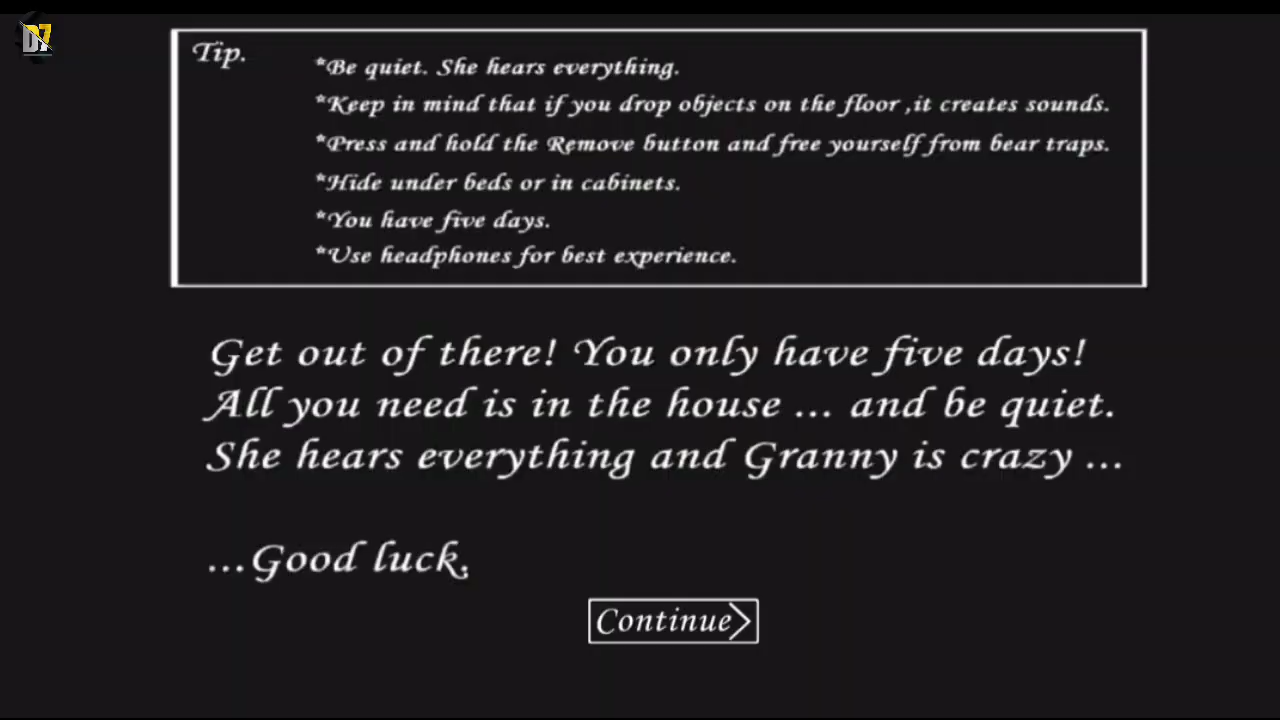 D7
Tip.
*Be quiet. She hears everything.
*Keep in mind that if you drop objects on the floor ,it creates sounds.
*Press and hold the Remove button and free yourself from bear traps.
*Hide under beds or in cabinets.
*You have five days.
*Use headphones for best experience.
Get out of there! You only have five days!
All you need is in the house ... and be quiet.
She hears everything and Granny is crazy ...
...Good luck.
Continue>